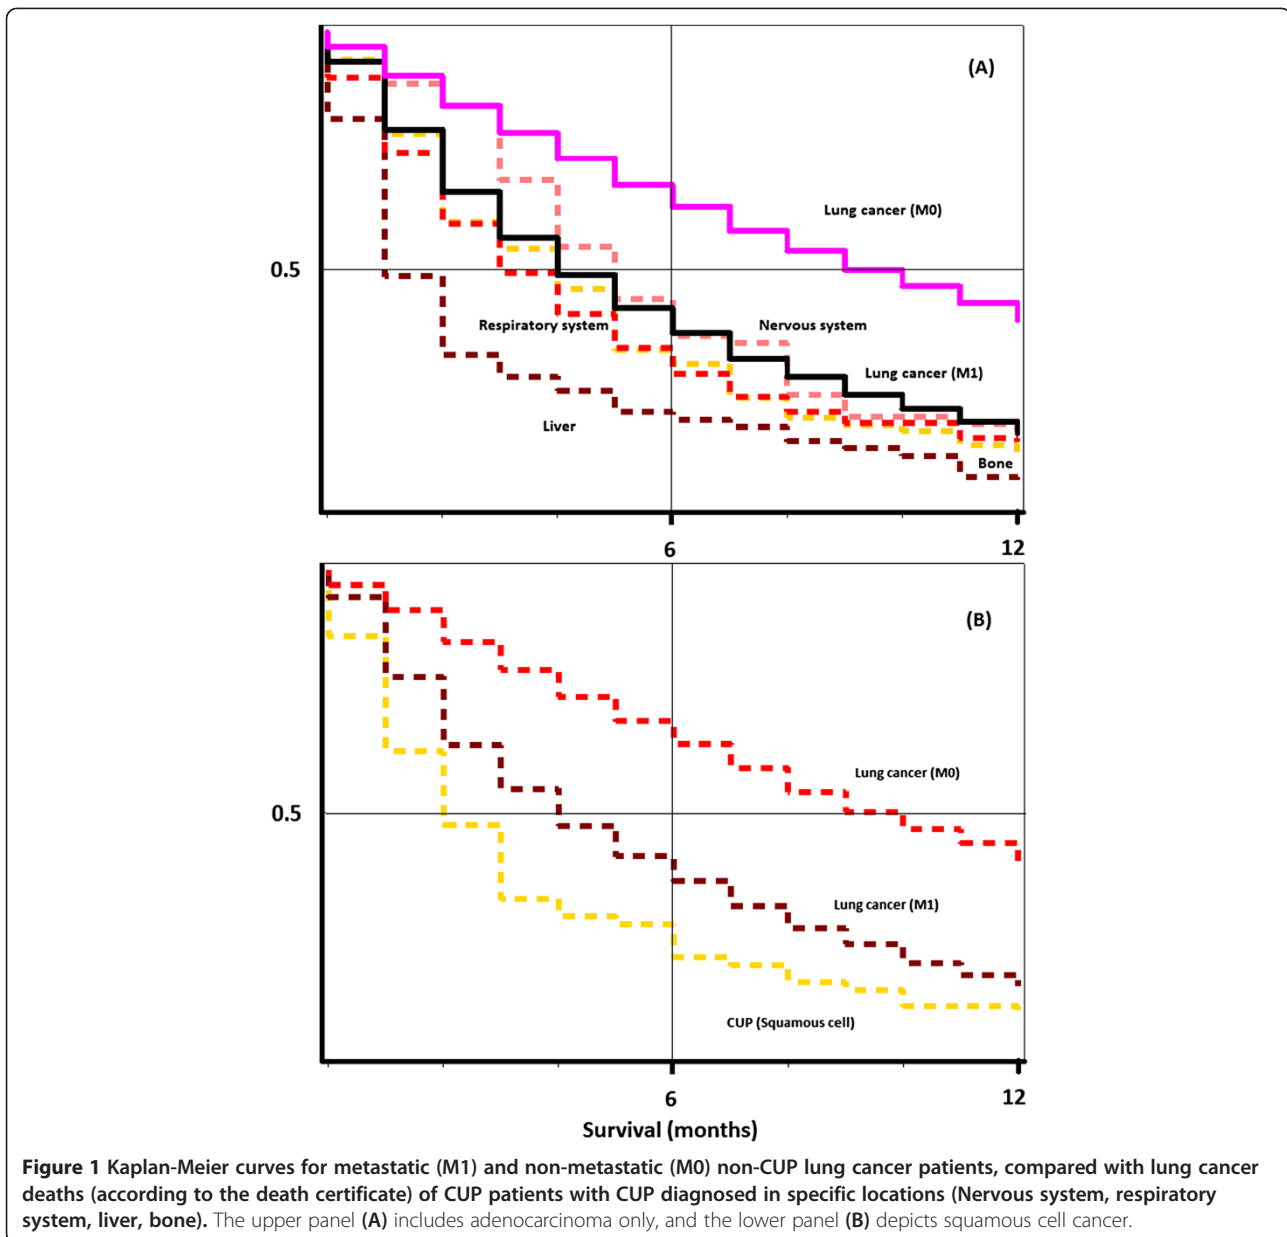 (A)
Lung cancer (M0)
0.5
Respiratory system
Nervous system
Lung cancer (M1)
Liver
Bone
6
12
(B)
Lung cancer (M0)
0.5
Lung cancer (M1)
CUP (Squamous cell)
6
12
Survival (months)
Figure 1 Kaplan-Meier curves for metastatic (M1) and non-metastatic (M0) non-CUP lung cancer patients, compared with lung cancer
deaths (according to the death certificate) of CUP patients with CUP diagnosed in specific locations (Nervous system, respiratory
system, liver, bone). The upper panel (A) includes adenocarcinoma only, and the lower panel (B) depicts squamous cell cancer.